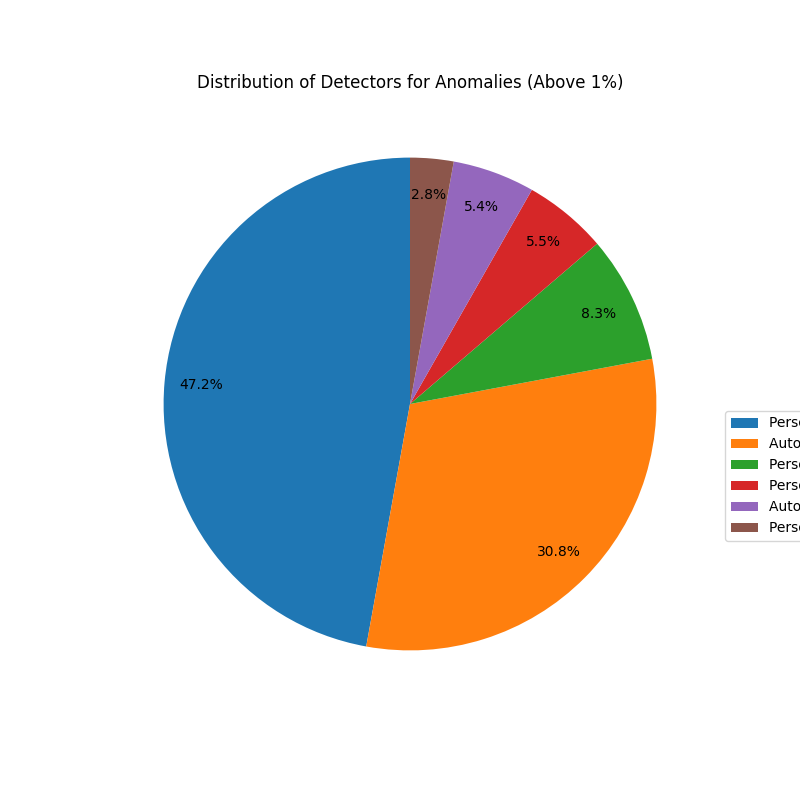 Distribution of Detectors for Anomalies (Above 1%)
2.8%
5.4%
5.5%
8.3%
47.2%
30.8%
Perso
Auto
Perso
Perso
Auto
Perso